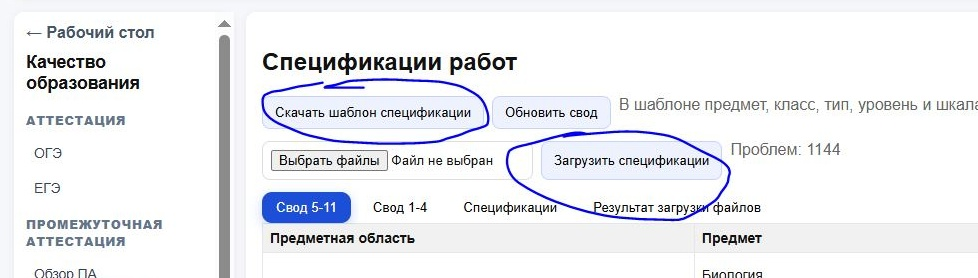 ← Рабочий стол
Качество
образования
АТТЕСТАЦИЯ
ОГЭ
ЕГЭ
ПРОМЕЖУТОЧНАЯ
АТТЕСТАЦИЯ
Обзор ПА
Спецификации работ
Скачать шаблон спецификации Обновить свод В шаблоне предмет, класс, тип, уровень и
Выбрать файлы Файл не выбран Загрузить спецификации Проблем: 1144
Свод 5-11 Свод 1-4 Спецификации Результат загрузки файлов
Предметная область Предмет
Биология